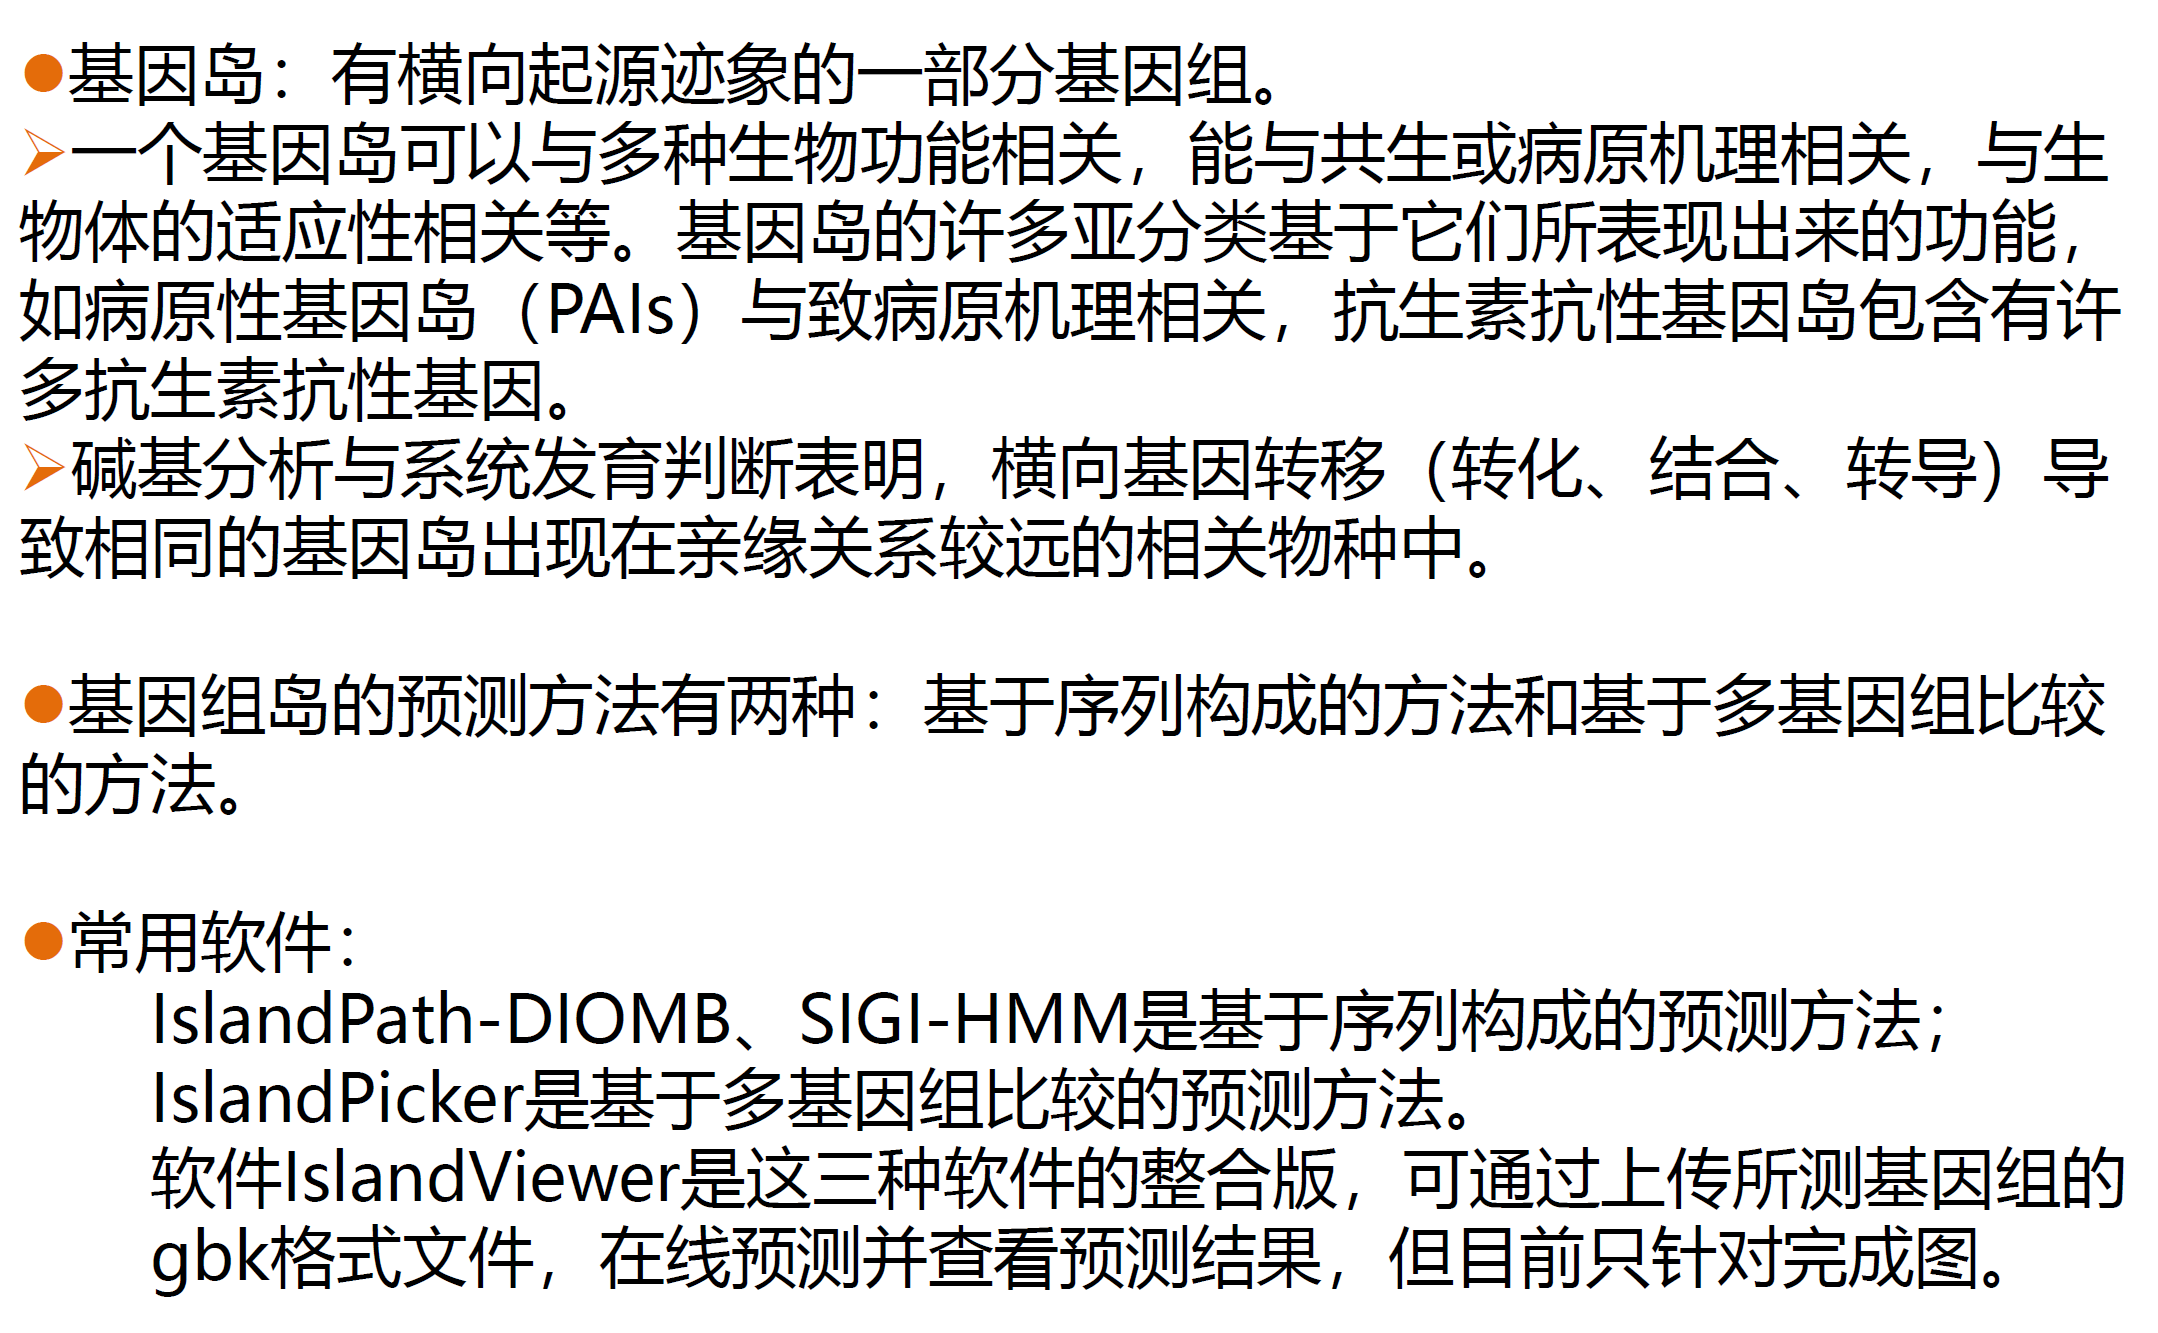 ●基因岛：有横向起源迹象的一部分基因组。
➢一个基因岛可以与多种生物功能相关，能与共生或病原机理相关，与生
物体的适应性相关等。基因岛的许多亚分类基于它们所表现出来的功能，
如病原性基因岛（PAIs）与致病原机理相关，抗生素抗性基因岛包含有许
多抗生素抗性基因。
➢碱基分析与系统发育判断表明，横向基因转移（转化、结合、转导）导
致相同的基因岛出现在亲缘关系较远的相关物种中。
●基因组岛的预测方法有两种：基于序列构成的方法和基于多基因组比较
的方法。
●常用软件：
IslandPath-DIOMB、SIGI-HMM是基于序列构成的预测方法；
IslandPicker是基于多基因组比较的预测方法。
软件IslandViewer是这三种软件的整合版，可通过上传所测基因组的
gbk格式文件，在线预测并查看预测结果，但目前只针对完成图。